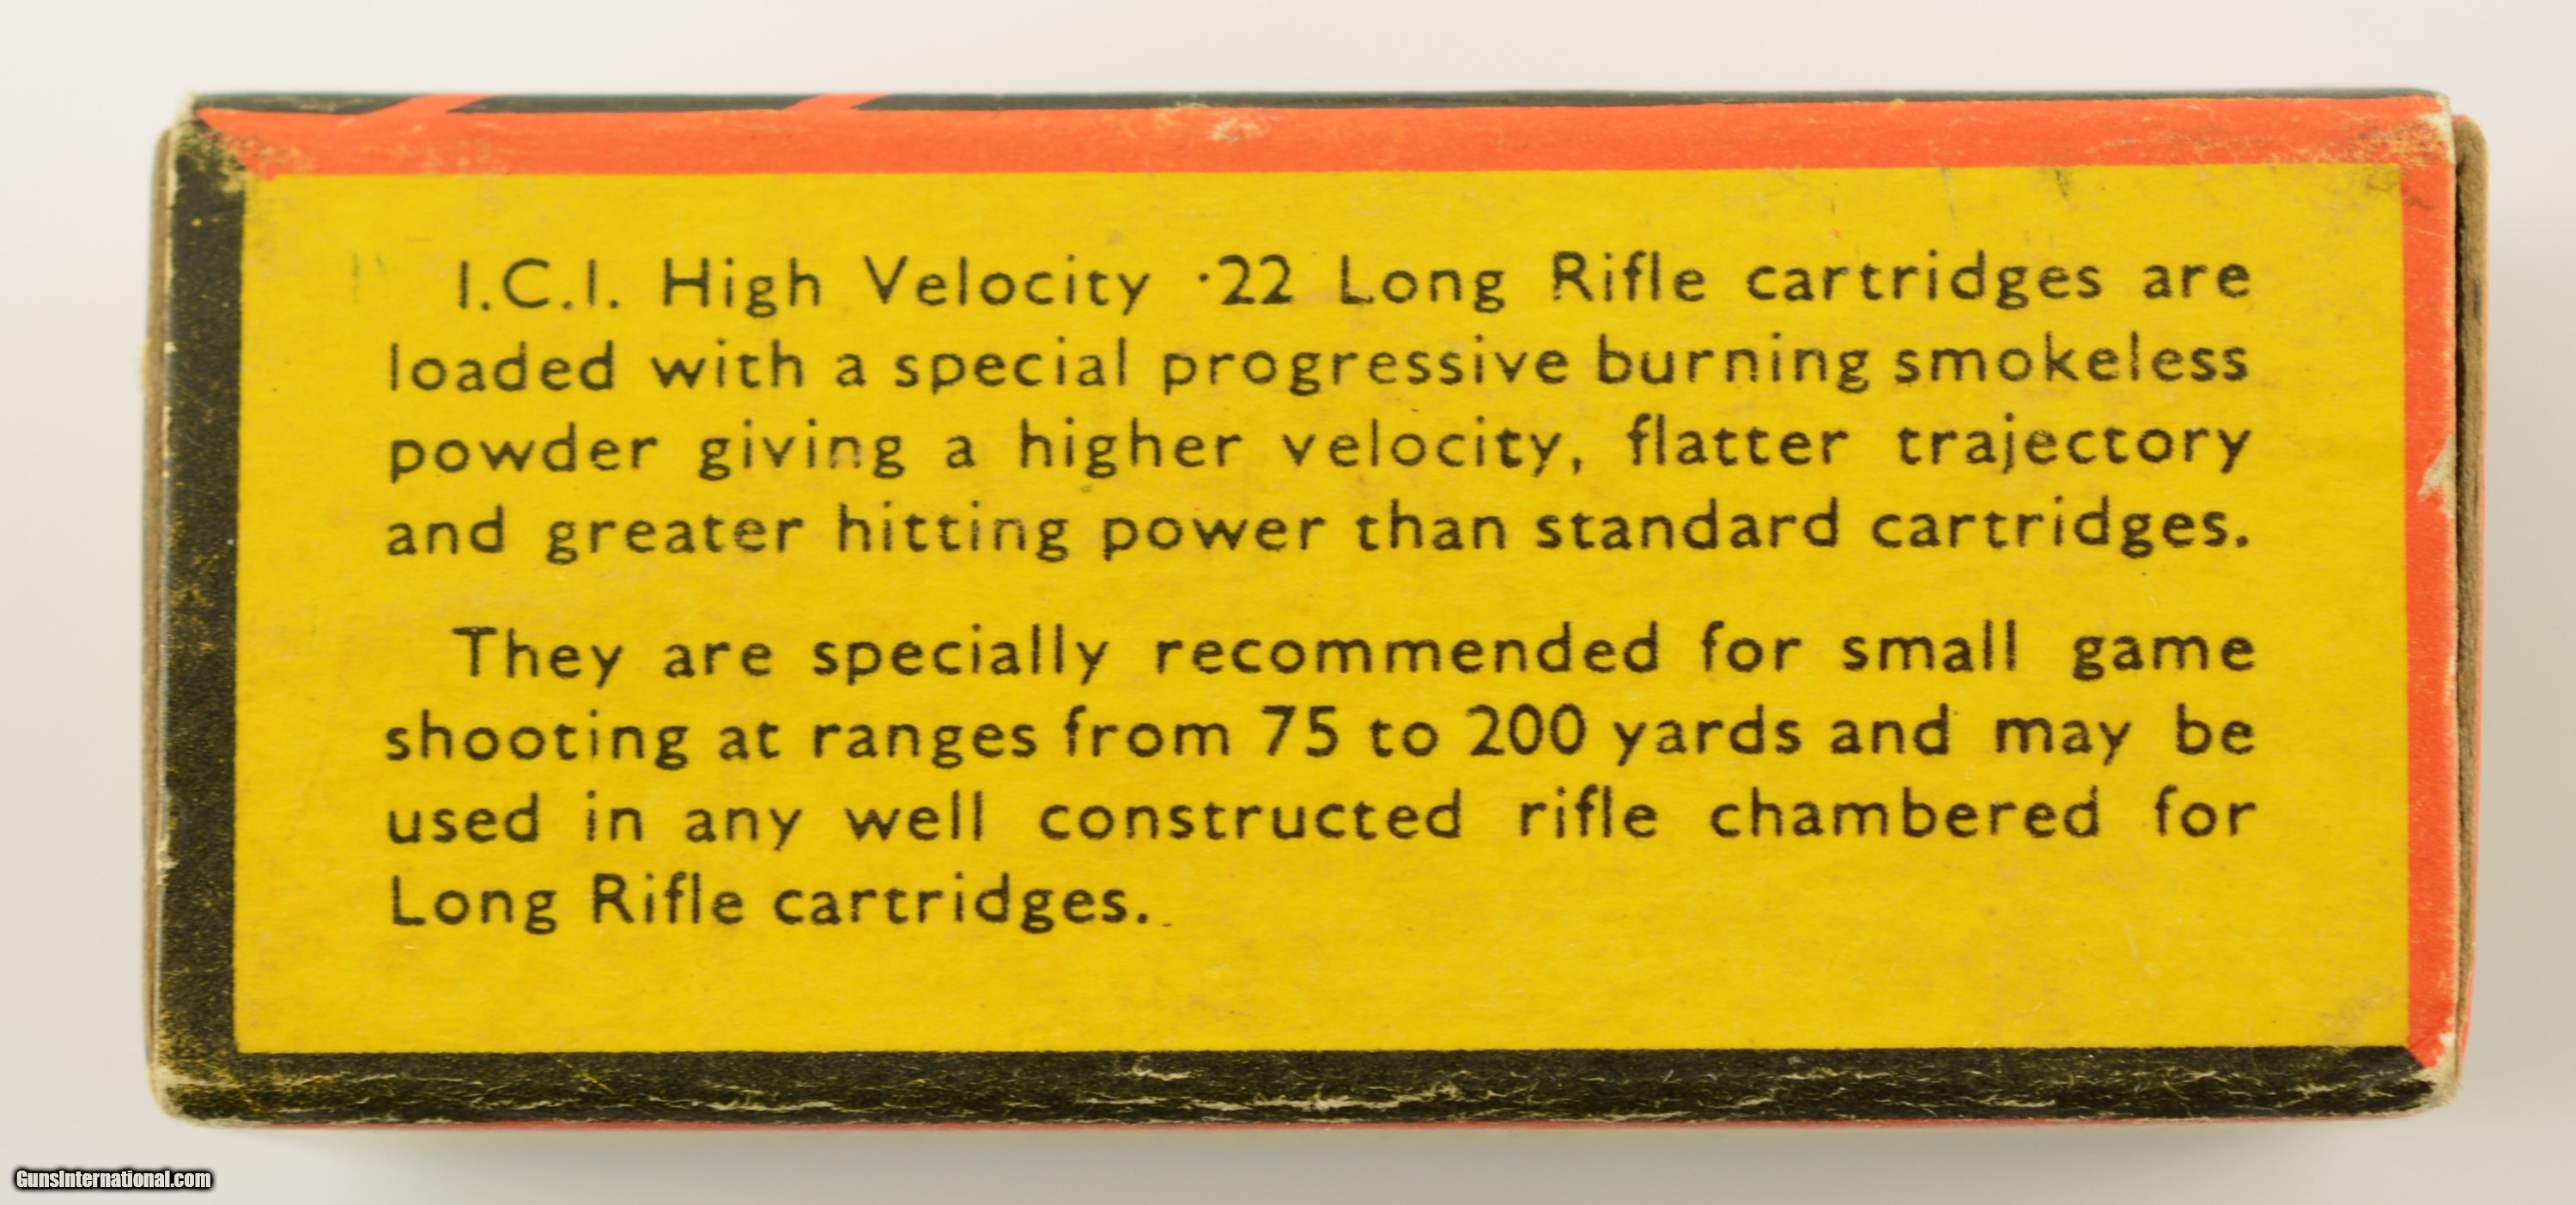 I.C.I. High Velocity ·22 Long Rifle cartridges are
loaded with a special progressive burning smokeless
powder giving a higher velocity, flatter trajectory
and greater hitting power than standard cartridges.
They are specially recommended for small game
shooting at ranges from 75 to 200 yards and may be
used in any well constructed rifle chambered for
Long Rifle cartridges.
GunsInternational.com